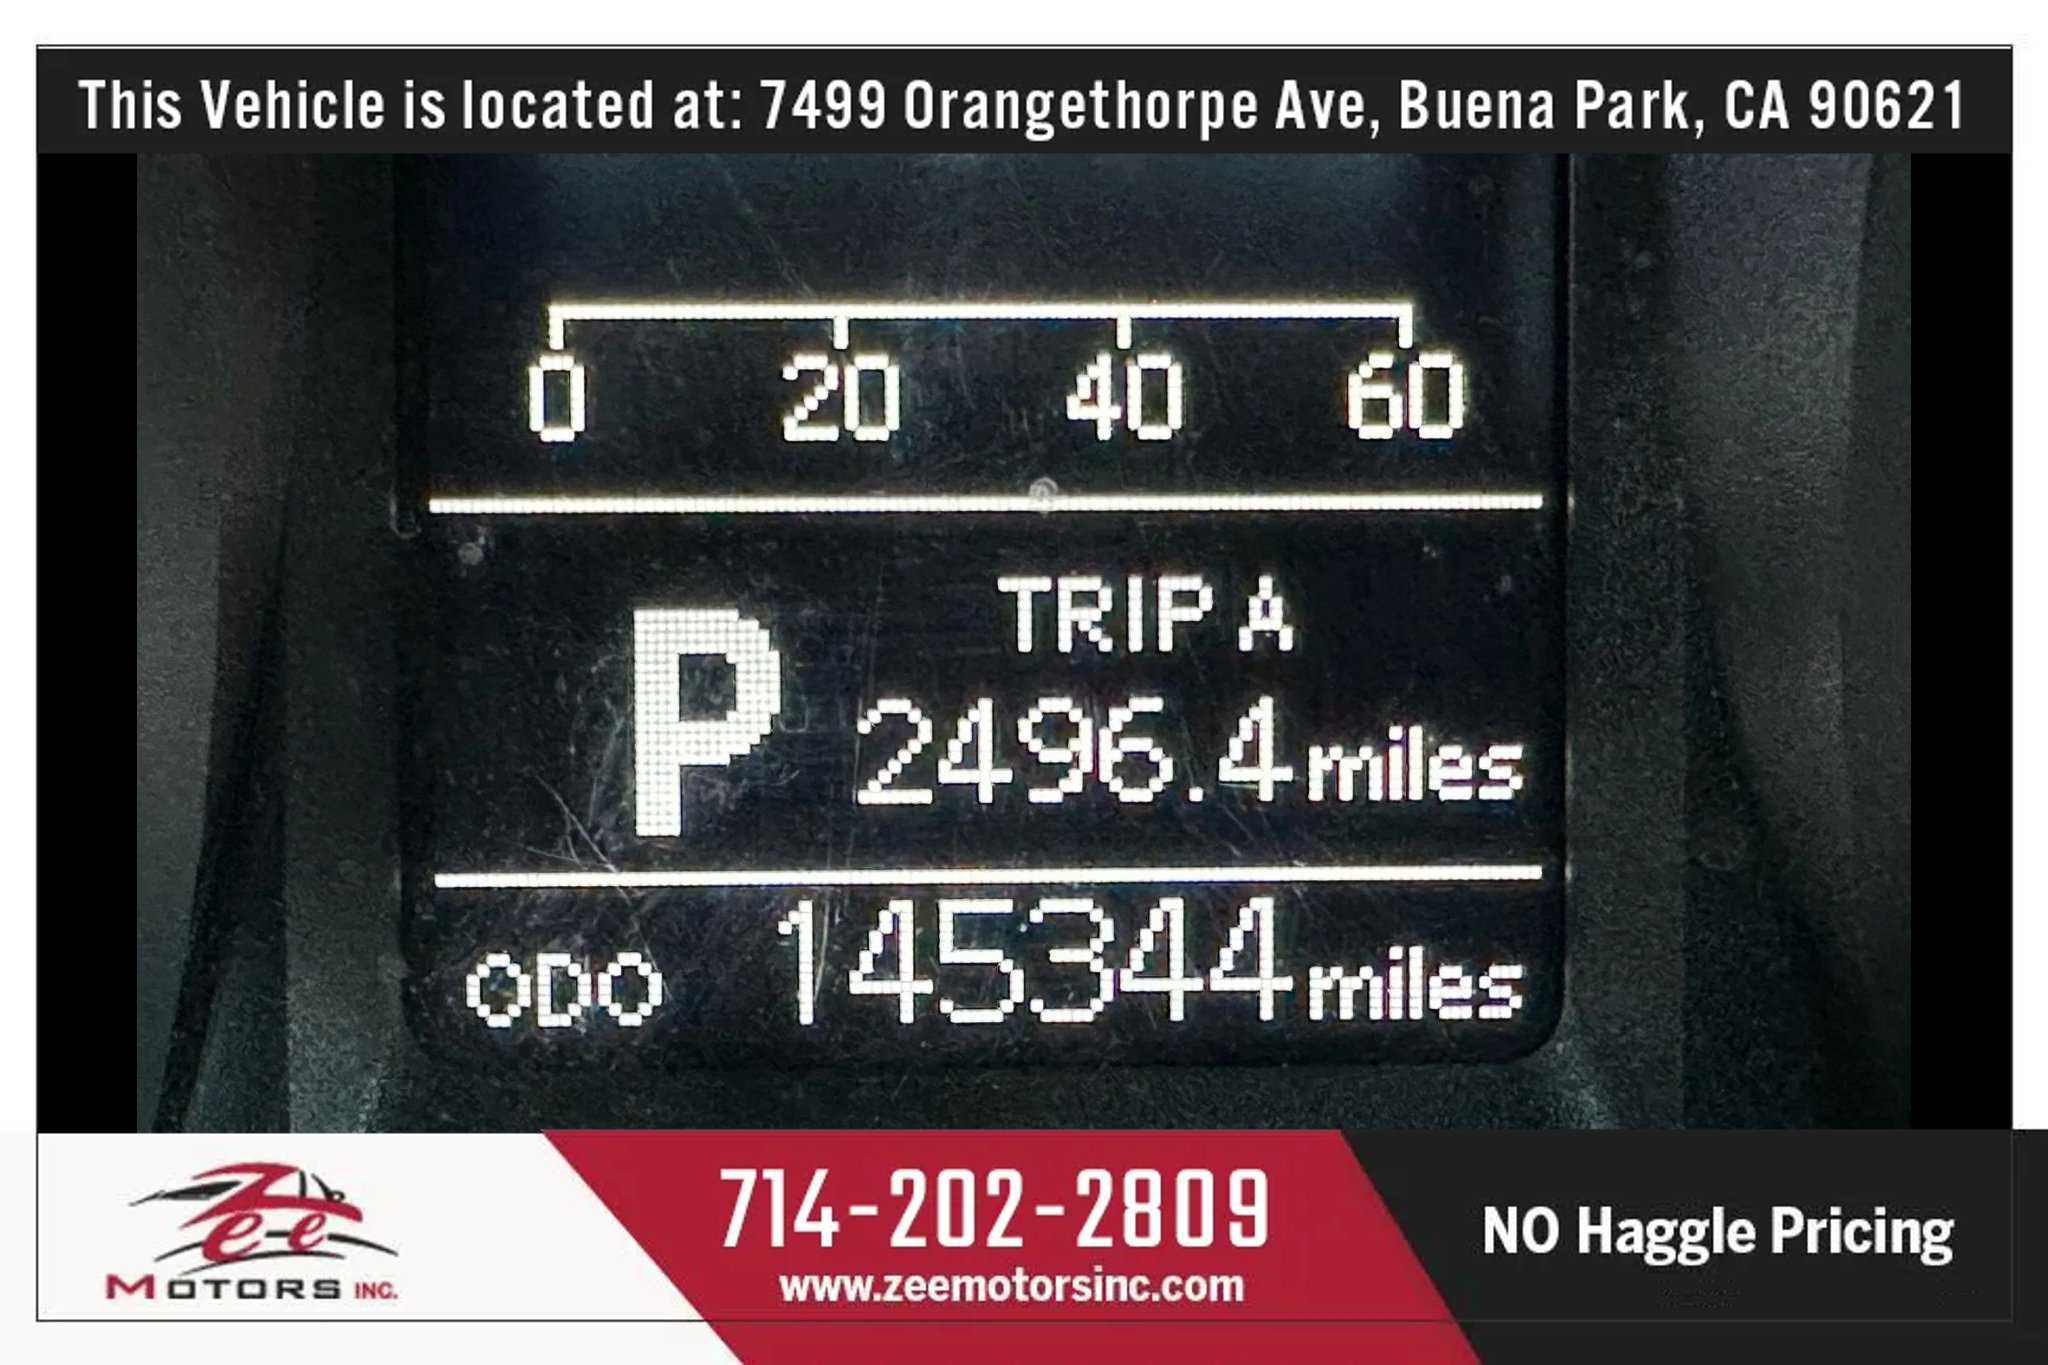 This Vehicle is located at: 7499 Orangethorpe Ave, Buena Park, CA 90621
0 20 40 60
TRIP A
P 2496.4 miles
ODO 145344 miles
Zee
MOTORS INC.
714-202-2809
www.zeemotorsinc.com
NO Haggle Pricing